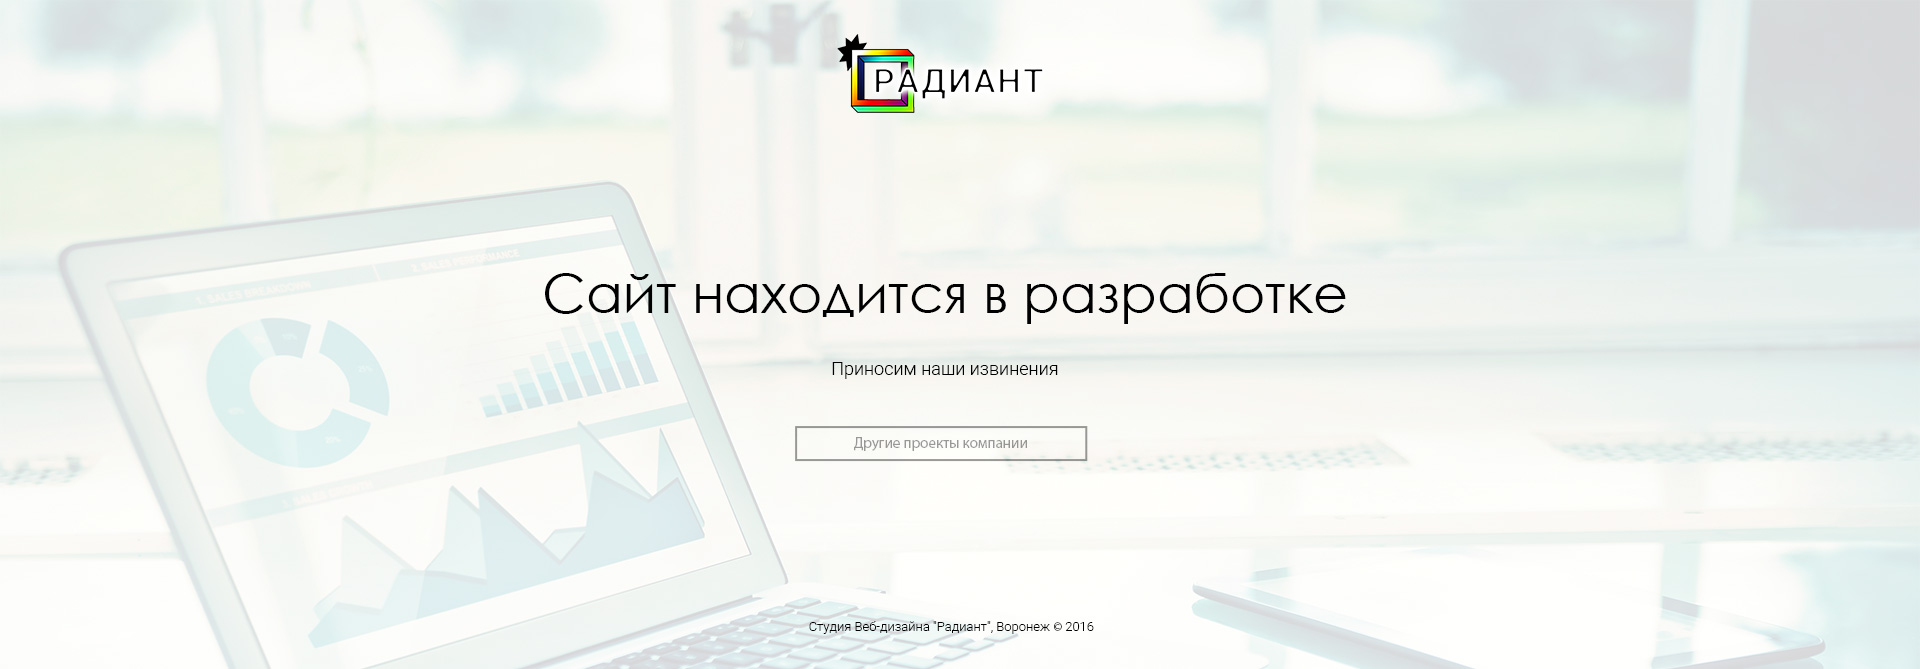 РАДИАНТ
Сайт находится в разработке
Приносим наши извинения
Другие проекты компании
Студия Веб-дизайна "Радиант", Воронеж © 2016